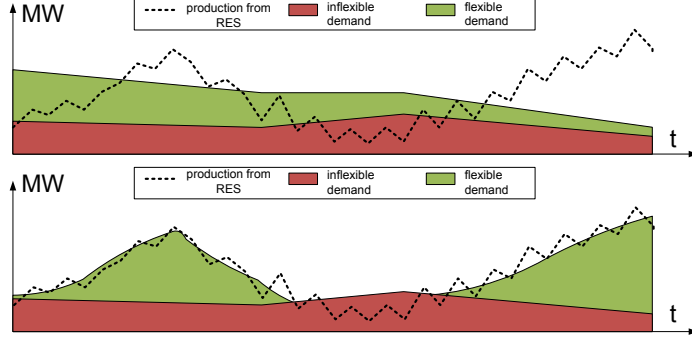 MW
production from RES
inflexible demand
flexible demand
t
MW
production from RES
inflexible demand
flexible demand
t